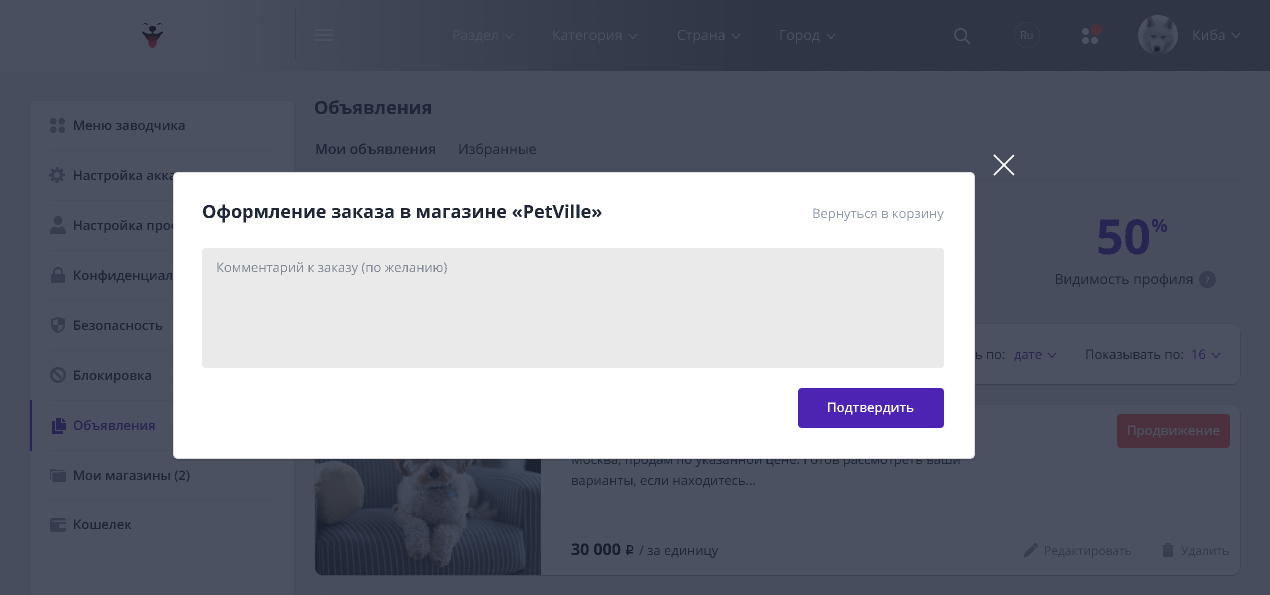 Раздел
Категория
Страна
Город
Ru
Киба
Объявления
Меню заводчика
Мои объявления
Избранные
Настройка
Оформление заказа в магазине «PetVille»
Вернуться в корзину
Настройка
50%
Комментарий к заказу (по желанию)
Видимость профиля ?
Безопасность
по: дате
Показывать по: 16
Блокировка
Подтвердить
Объявления
Продвижение
Москва, продам по указанной цене. Готов рассмотреть ваши
Мои магазины (2)
варианты, если находитесь...
Кошелек
30 000 ₽ / за единицу
Редактировать
Удалить